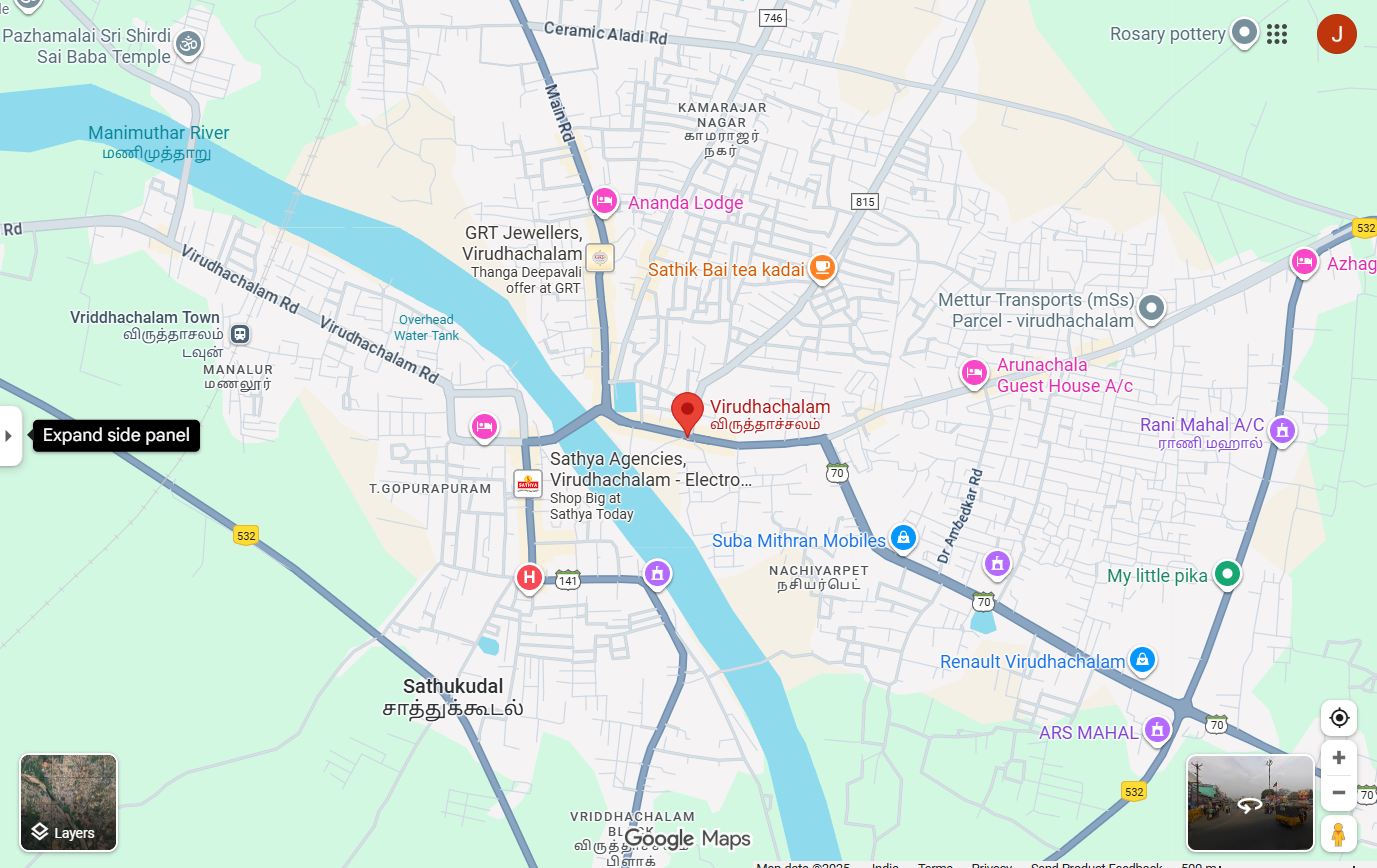 746
Ceramic Aladi Rd
Pazhamalai Sri Shirdi
Sai Baba Temple
Rosary pottery
J
Main Rd
KAMARAJAR
NAGAR
காமராஜர்
நகர்
Manimuthar River
மணிமுத்தாறு
815
Ananda Lodge
Rd
532
GRT Jewellers,
Virudhachalam
Thanga Deepavali
offer at GRT
Sathik Bai tea kadai
Azhag
Virudhachalam Rd
Mettur Transports (mSs)
Parcel - virudhachalam
Vriddhachalam Town
விருத்தாசலம்
டவுன்
Virudhachalam Rd
Overhead
Water Tank
MANALUR
மணலூர்
Arunachala
Guest House A/c
Virudhachalam
விருத்தாச்சலம்
Rani Mahal A/C
ராணி மஹால்
Expand side panel
Sathya Agencies,
Virudhachalam - Electro…
Shop Big at
Sathya Today
SATHYA
70
T.GOPURAPURAM
Dr Ambedkar Rd
532
Suba Mithran Mobiles
NACHIYARPET
நசியர்பெட்
H
141
My little pika
70
Renault Virudhachalam
Sathukudal
சாத்துக்கூடல்
70
ARS MAHAL
532
70
Layers
VRIDDHACHALAM
BLOCK
விருத்தாசலம்
பிளாக்
Google Maps
Map data ©2025
India
Terms
Privacy
Send Product Feedback
500 m